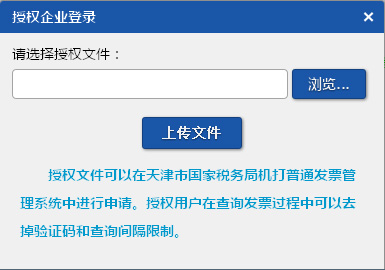 授权企业登录
请选择授权文件：
浏览...
上传文件
授权文件可以在天津市国家税务局机打普通发票管
理系统中进行申请。授权用户在查询发票过程中可以去
掉验证码和查询间隔限制。